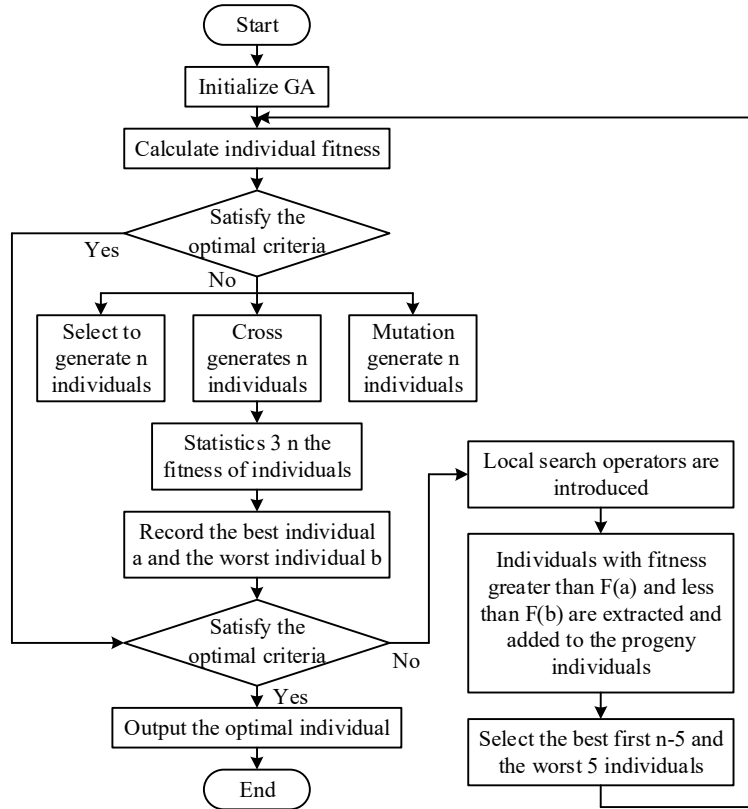 Start
Initialize GA
Calculate individual fitness
Satisfy the
optimal criteria
Yes
No
Select to
generate n
individuals
Cross
generates n
individuals
Mutation
generate n
individuals
Statistics 3 n the
fitness of individuals
Record the best individual
a and the worst individual b
Satisfy the
optimal criteria
No
Yes
Output the optimal individual
End
Local search operators are
introduced
Individuals with fitness
greater than F(a) and less
than F(b) are extracted and
added to the progeny
individuals
Select the best first n-5 and
the worst 5 individuals